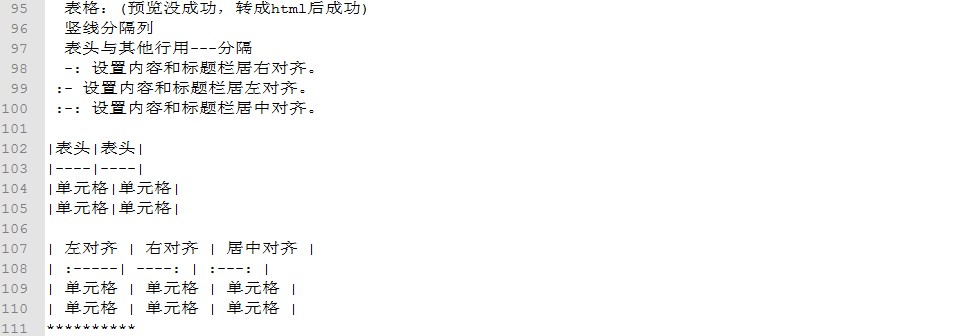 95 表格：(预览没成功，转成html后成功)
96 竖线分隔列
97 表头与其他行用---分隔
98 -: 设置内容和标题栏居右对齐。
99 :- 设置内容和标题栏居左对齐。
100 :-: 设置内容和标题栏居中对齐。
101
102 |表头|表头|
103 |----|----|
104 |单元格|单元格|
105 |单元格|单元格|
106
107 | 左对齐 | 右对齐 | 居中对齐 |
108 | :-----| ----: | :---: |
109 | 单元格 | 单元格 | 单元格 |
110 | 单元格 | 单元格 | 单元格 |
111 **********